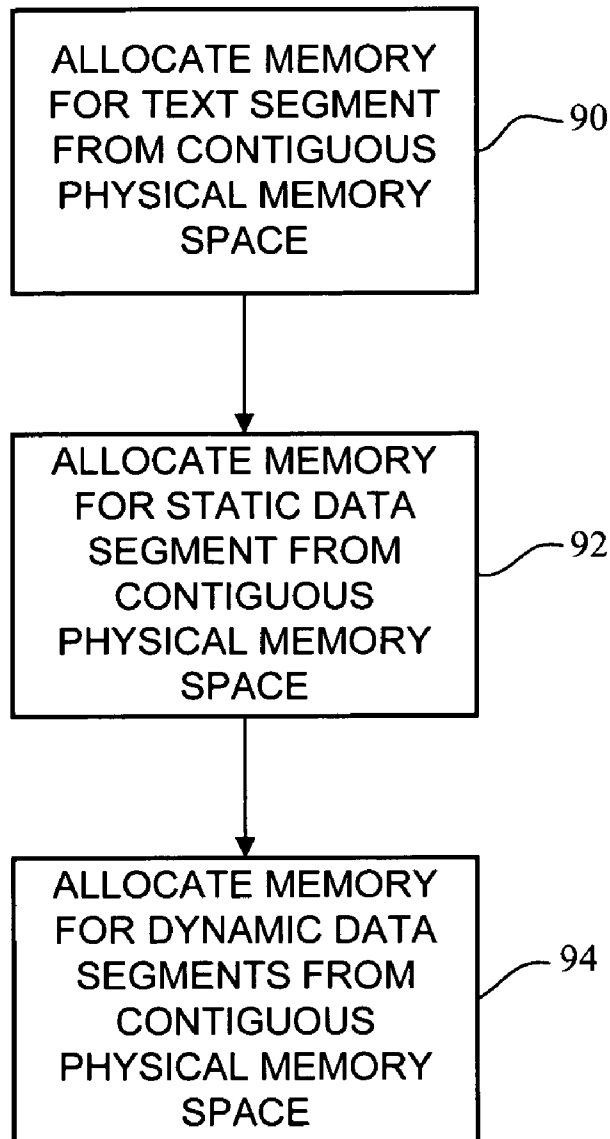 ALLOCATE MEMORY
FOR TEXT SEGMENT
FROM CONTIGUOUS
PHYSICAL MEMORY
SPACE
90
ALLOCATE MEMORY
FOR STATIC DATA
SEGMENT FROM
CONTIGUOUS
PHYSICAL MEMORY
SPACE
92
ALLOCATE MEMORY
FOR DYNAMIC DATA
SEGMENTS FROM
CONTIGUOUS
PHYSICAL MEMORY
SPACE
94